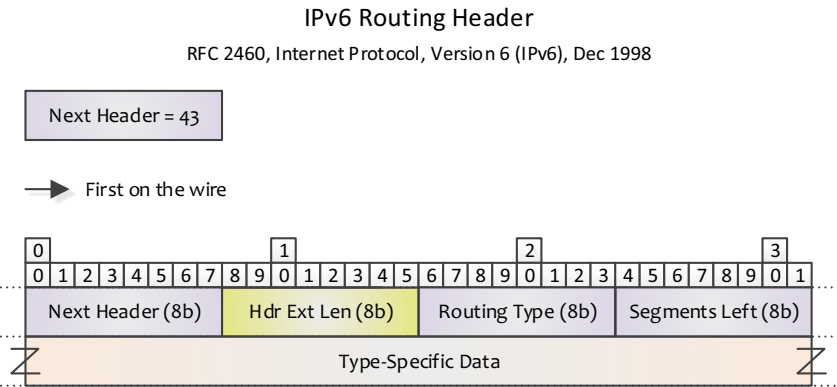 IPv6 Routing Header
RFC 2460, Internet Protocol, Version 6 (IPv6), Dec 1998
Next Header = 43
First on the wire
0 1 2 3
0 1 2 3 4 5 6 7 8 9 0 1 2 3 4 5 6 7 8 9 0 1 2 3 4 5 6 7 8 9 0 1
Next Header (8b) Hdr Ext Len (8b) Routing Type (8b) Segments Left (8b)
Type-Specific Data